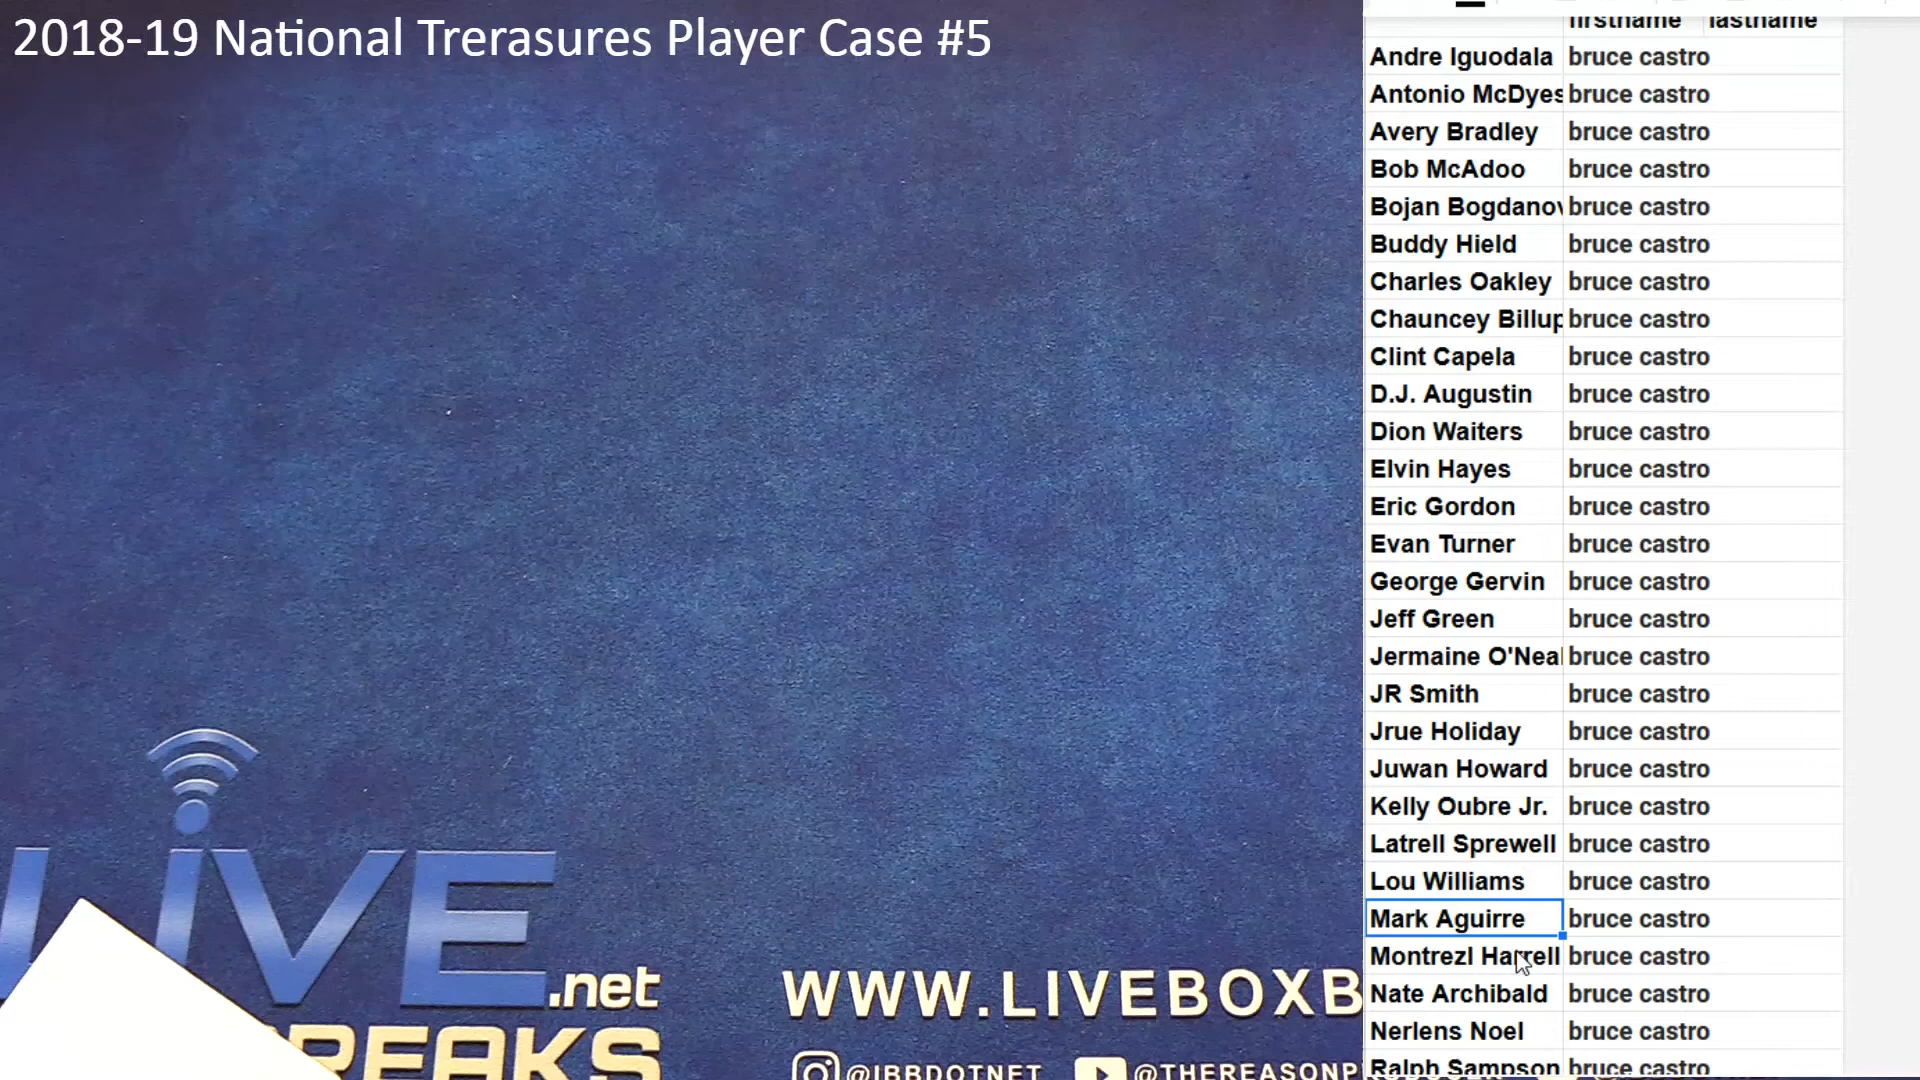 2018-19 National Trerasures Player Case #5
firstname lastname
Andre Iguodala bruce castro
Antonio McDyes bruce castro
Avery Bradley bruce castro
Bob McAdoo bruce castro
Bojan Bogdanov bruce castro
Buddy Hield bruce castro
Charles Oakley bruce castro
Chauncey Billup bruce castro
Clint Capela bruce castro
D.J. Augustin bruce castro
Dion Waiters bruce castro
Elvin Hayes bruce castro
Eric Gordon bruce castro
Evan Turner bruce castro
George Gervin bruce castro
Jeff Green bruce castro
Jermaine O'Neal bruce castro
JR Smith bruce castro
Jrue Holiday bruce castro
Juwan Howard bruce castro
Kelly Oubre Jr. bruce castro
Latrell Sprewell bruce castro
Lou Williams bruce castro
Mark Aguirre bruce castro
Montrezl Harrell bruce castro
Nate Archibald bruce castro
Nerlens Noel bruce castro
Ralph Sampson bruce castro
LIVE.net
REAKS
WWW.LIVEBOXB
@IBBDOTNET @THEREASONP